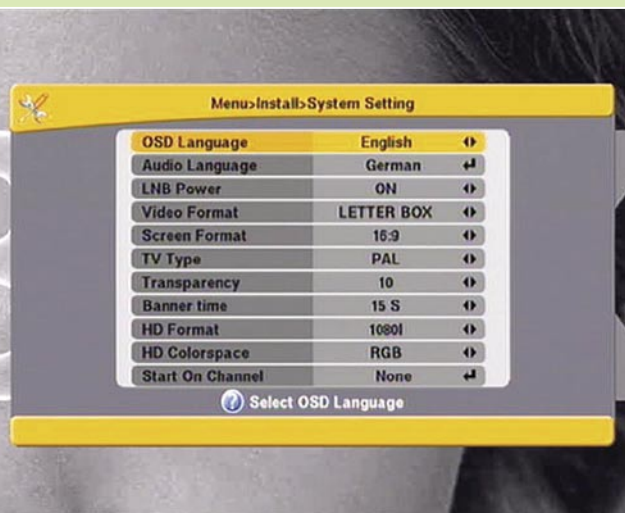 Menu>Install>System Setting
OSD Language English
Audio Language German
LNB Power ON
Video Format LETTER BOX
Screen Format 16:9
TV Type PAL
Transparency 10
Banner time 15 S
HD Format 1080I
HD Colorspace RGB
Start On Channel None
Select OSD Language